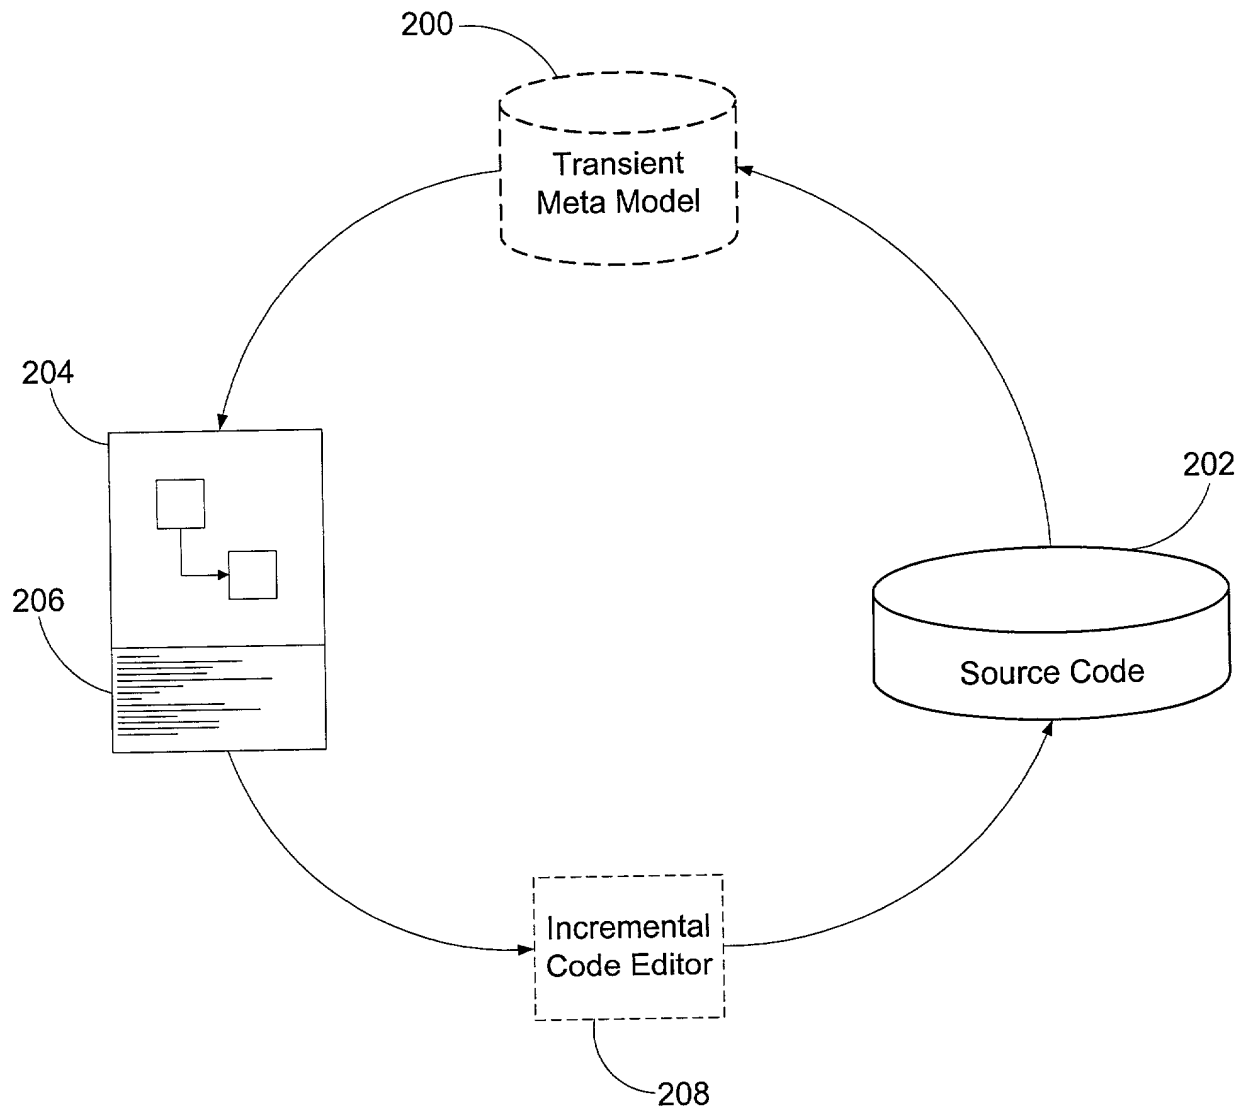 200
Transient
Meta Model
204
202
206
Source Code
Incremental
Code Editor
208